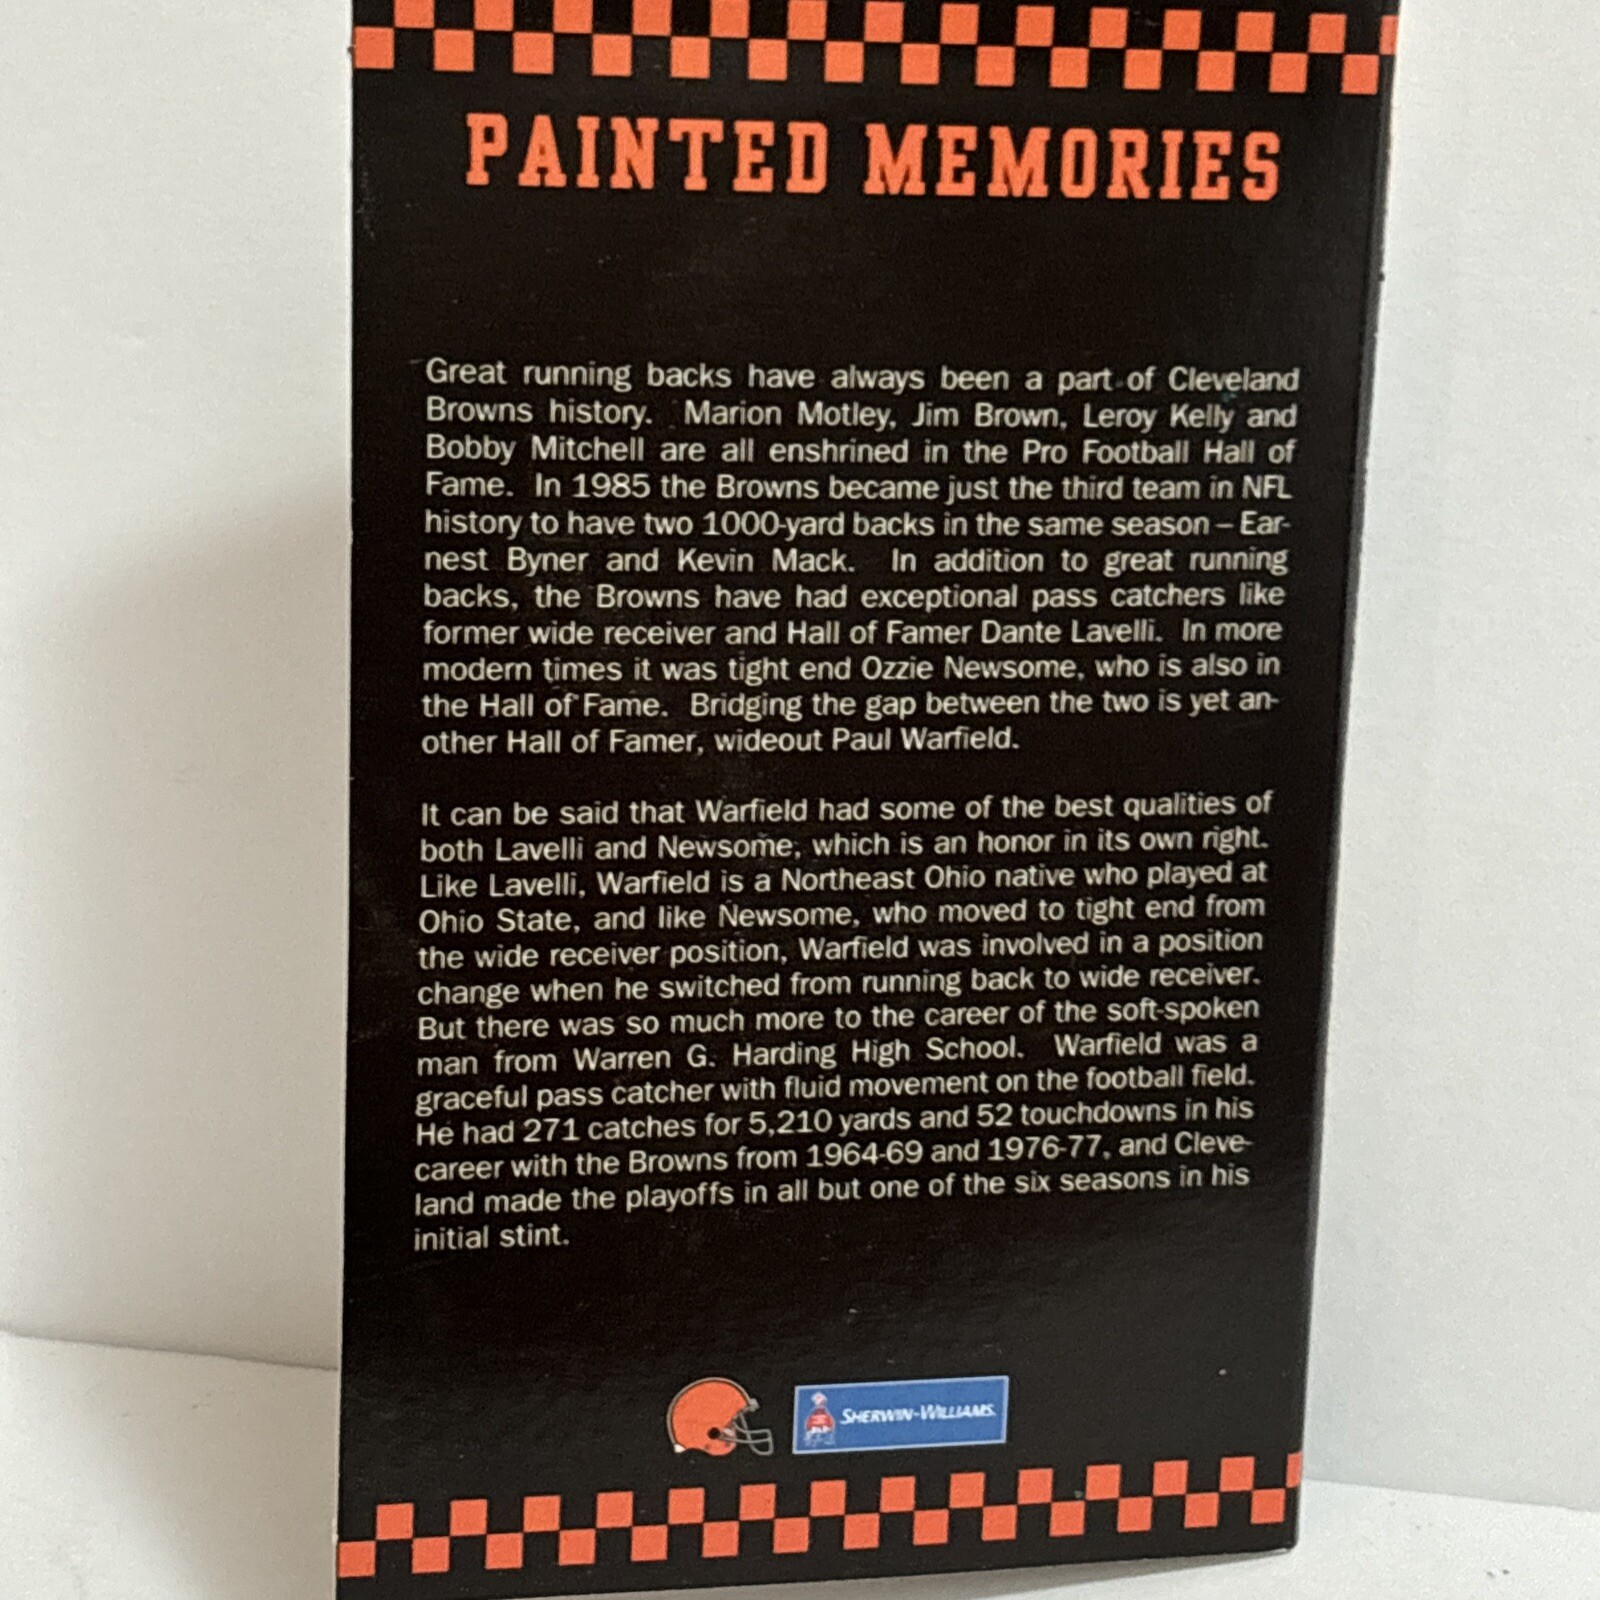 PAINTED MEMORIES
Great running backs have always been a part of Cleveland
Browns history. Marion Motley, Jim Brown, Leroy Kelly and
Bobby Mitchell are all enshrined in the Pro Football Hall of
Fame. In 1985 the Browns became just the third team in NFL
history to have two 1000-yard backs in the same season – Ear-
nest Byner and Kevin Mack. In addition to great running
backs, the Browns have had exceptional pass catchers like
former wide receiver and Hall of Famer Dante Lavelli. In more
modern times it was tight end Ozzie Newsome, who is also in
the Hall of Fame. Bridging the gap between the two is yet an-
other Hall of Famer, wideout Paul Warfield.
It can be said that Warfield had some of the best qualities of
both Lavelli and Newsome, which is an honor in its own right.
Like Lavelli, Warfield is a Northeast Ohio native who played at
Ohio State, and like Newsome, who moved to tight end from
the wide receiver position, Warfield was involved in a position
change when he switched from running back to wide receiver.
But there was so much more to the career of the soft-spoken
man from Warren G. Harding High School. Warfield was a
graceful pass catcher with fluid movement on the football field.
He had 271 catches for 5,210 yards and 52 touchdowns in his
career with the Browns from 1964-69 and 1976-77, and Cleve-
land made the playoffs in all but one of the six seasons in his
initial stint.
SHERWIN-WILLIAMS